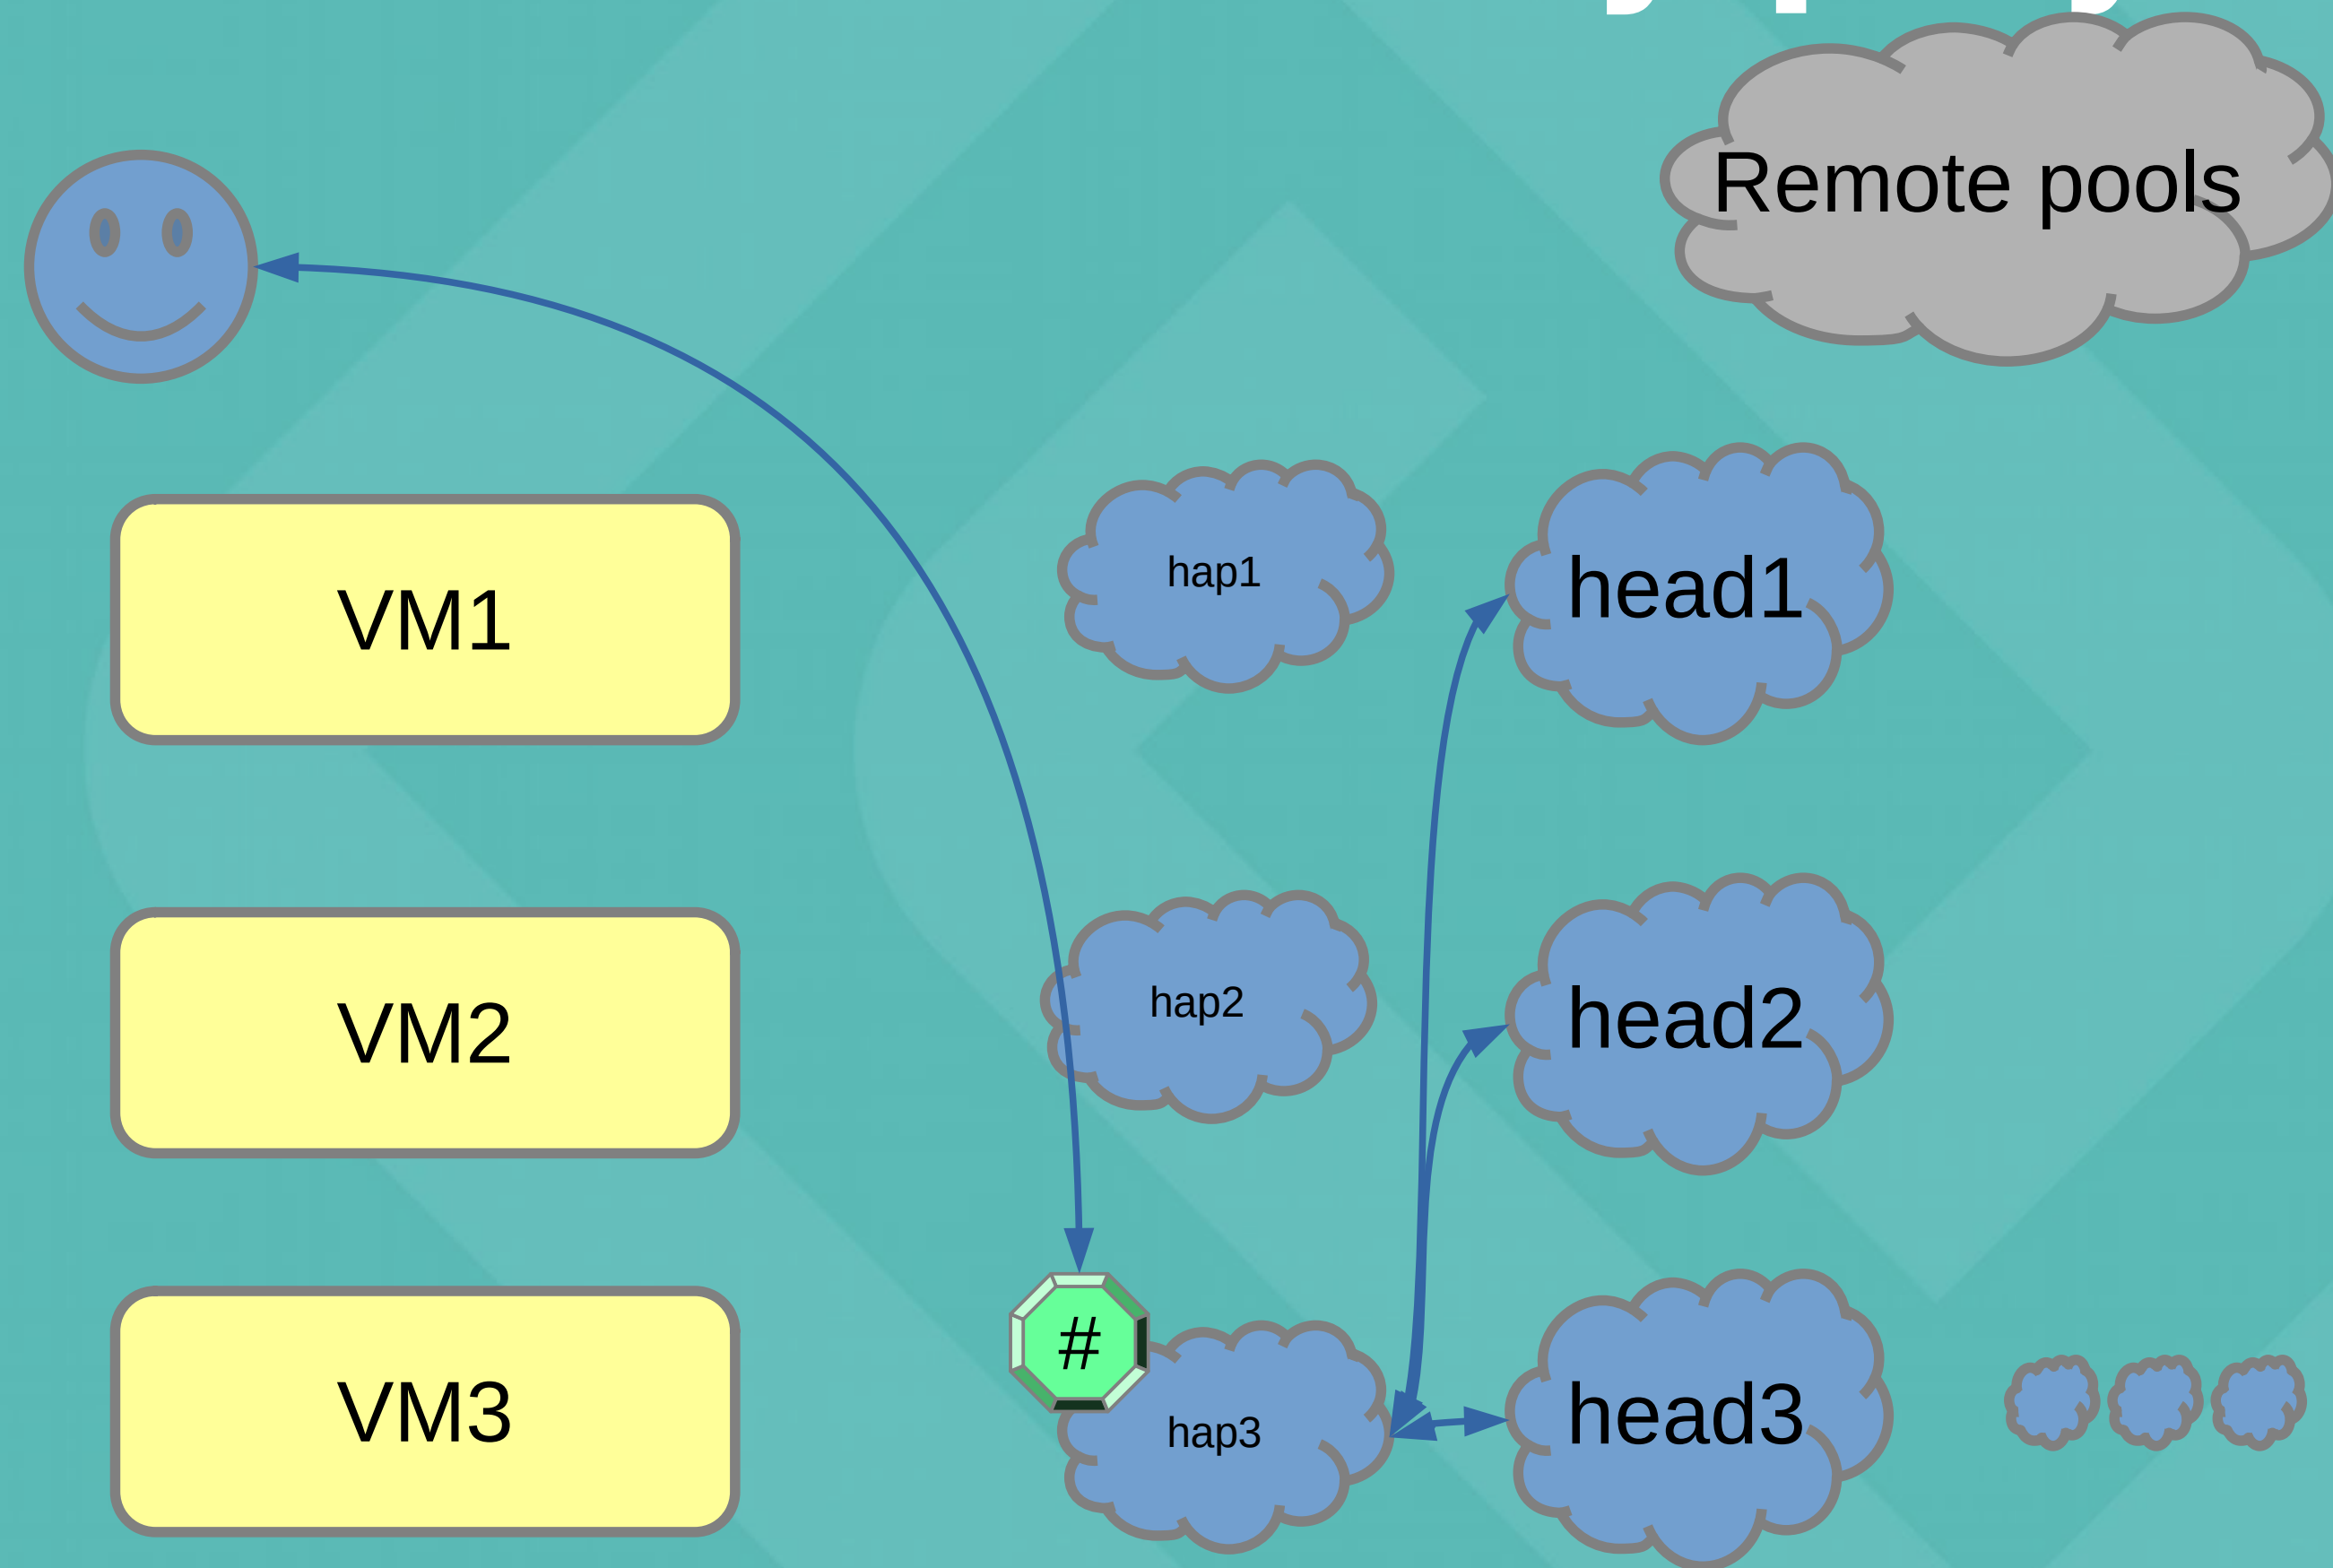 Remote pools
VM1
hap1
head1
VM2
hap2
head2
#
VM3
hap3
head3